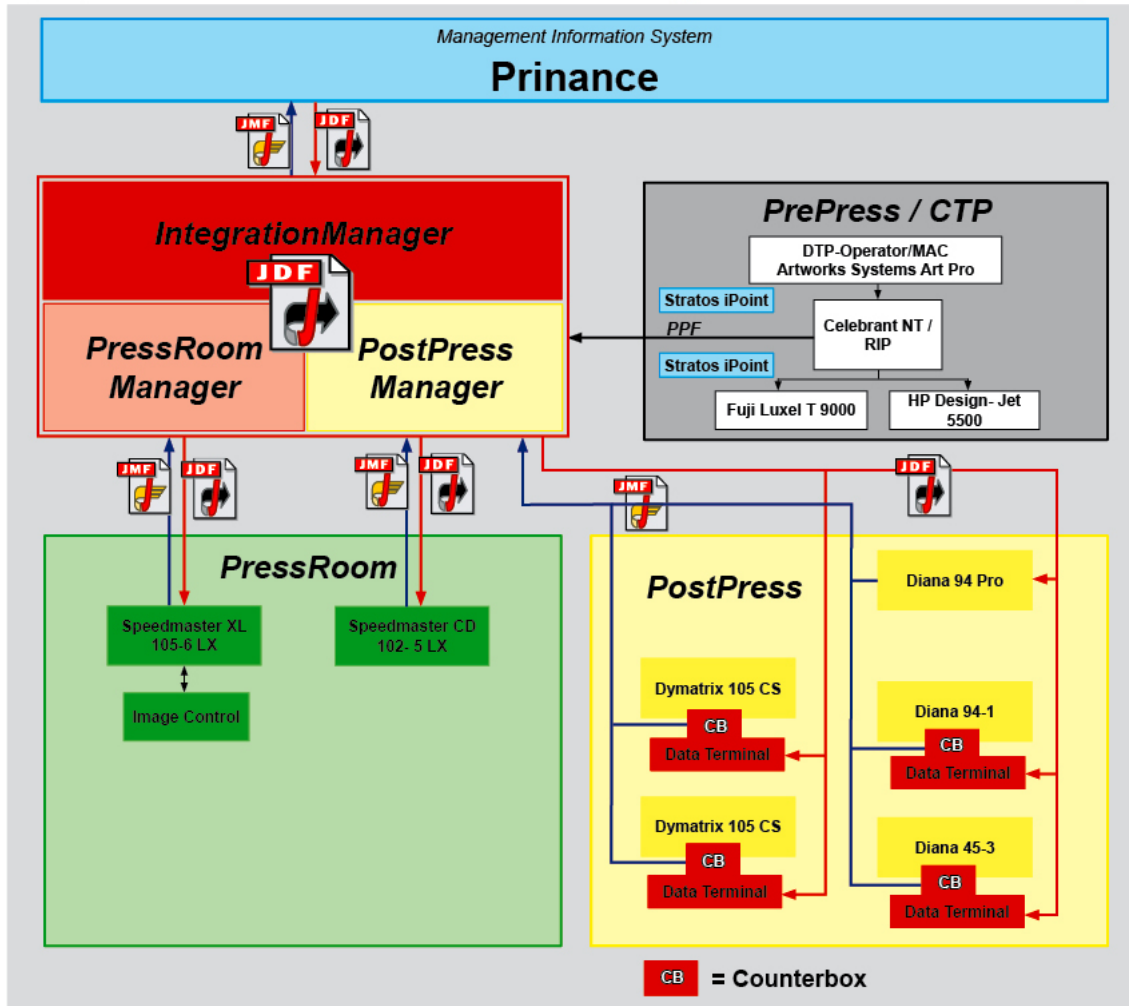 Management Information System
Prinance
JMF
JDF
IntegrationManager
JDF
PressRoom
Manager
PostPress
Manager
PrePress / CTP
DTP-Operator/MAC
Artworks Systems Art Pro
Stratos iPoint
PPF
Celebrant NT /
RIP
Stratos iPoint
Fuji Luxel T 9000
HP Design- Jet
5500
JMF
JDF
JMF
JDF
JMF
JDF
PressRoom
Speedmaster XL
105-6 LX
Speedmaster CD
102- 5 LX
Image Control
PostPress
Diana 94 Pro
Dymatrix 105 CS
CB
Data Terminal
Diana 94-1
CB
Data Terminal
Dymatrix 105 CS
CB
Data Terminal
Diana 45-3
CB
Data Terminal
CB = Counterbox